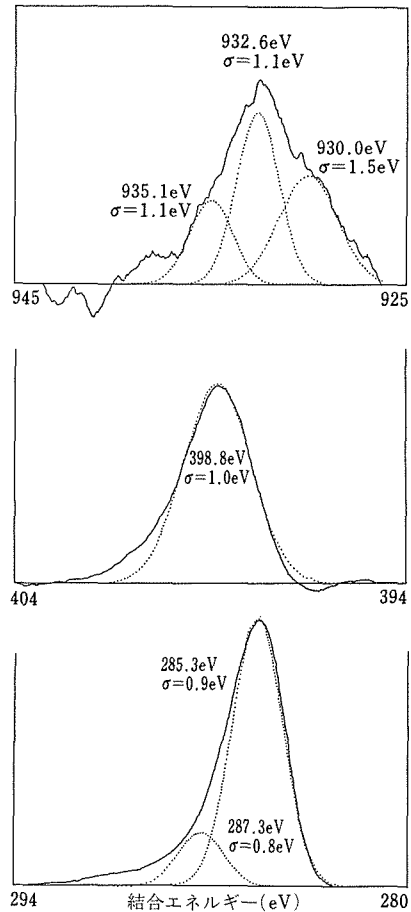 932.6eV
σ=1.1eV
930.0eV
σ=1.5eV
935.1eV
σ=1.1eV
945
925
398.8eV
σ=1.0eV
404
394
285.3eV
σ=0.9eV
287.3eV
σ=0.8eV
294
結合エネルギー(eV)
280